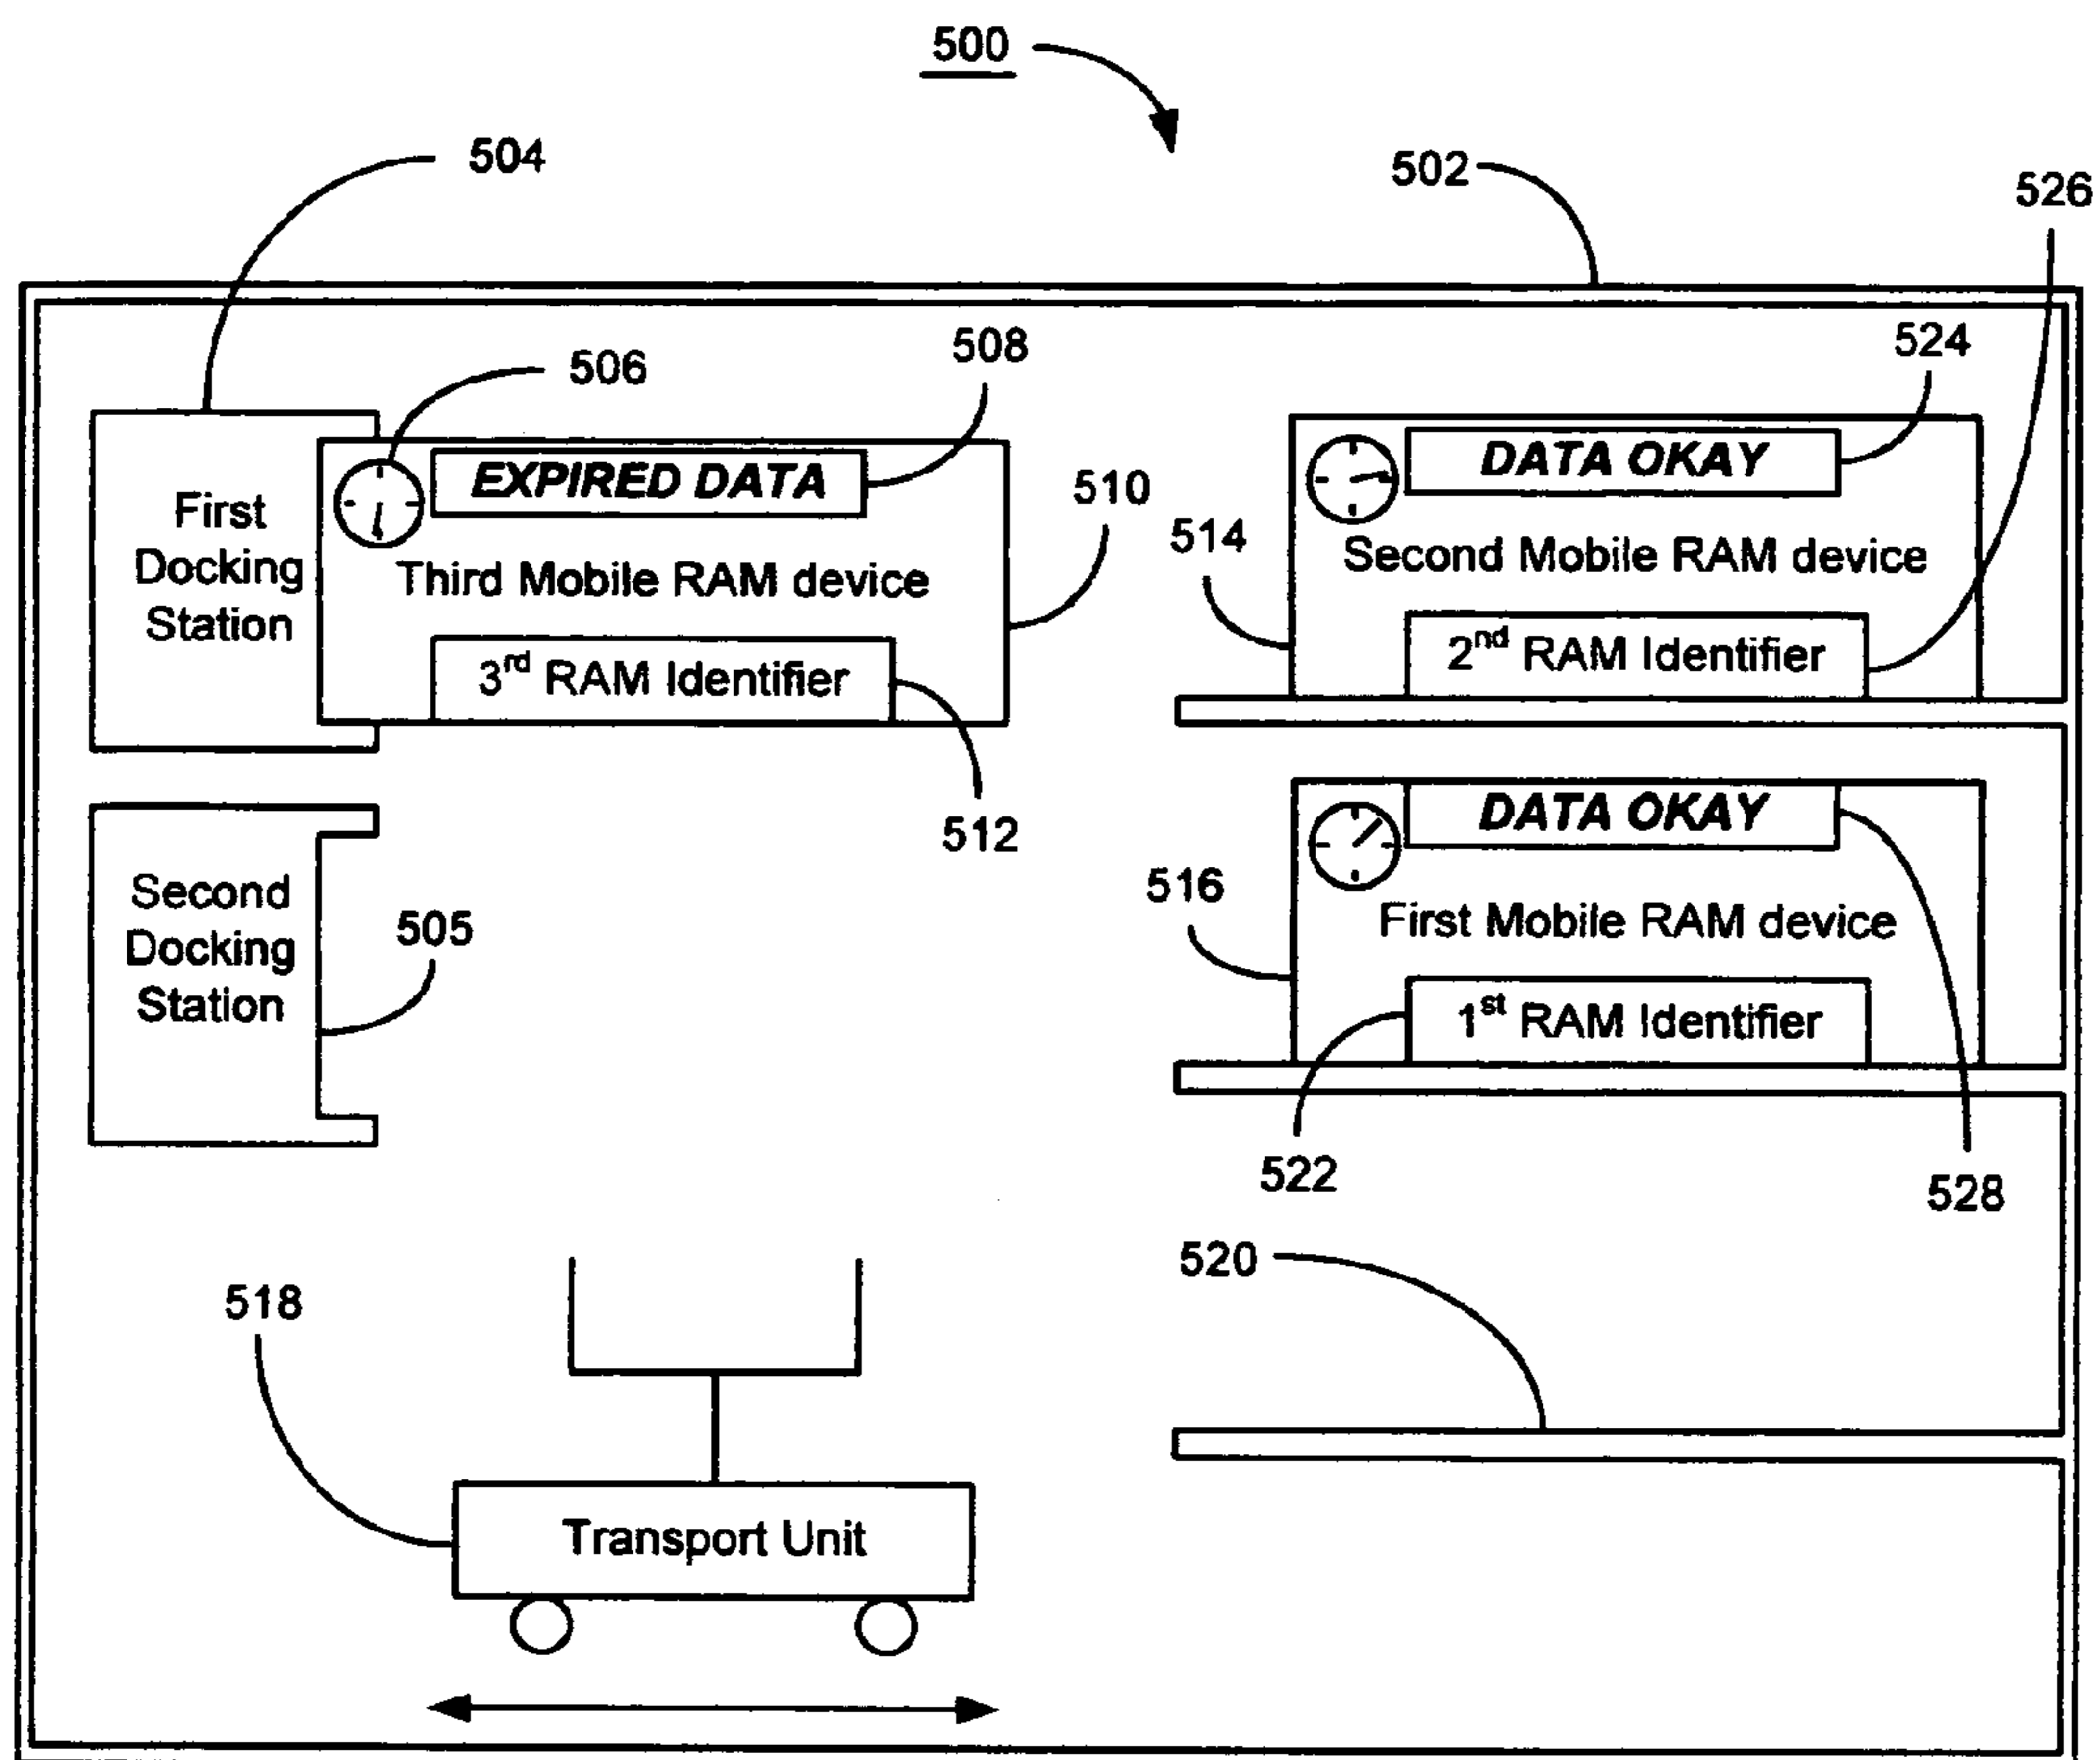 500
504
502
526
506
508
524
First
Docking
Station
EXPIRED DATA
Third Mobile RAM device
3rd RAM Identifier
510
512
514
DATA OKAY
Second Mobile RAM device
2nd RAM Identifier
Second
Docking
Station
505
516
DATA OKAY
First Mobile RAM device
1st RAM Identifier
522
528
520
518
Transport Unit